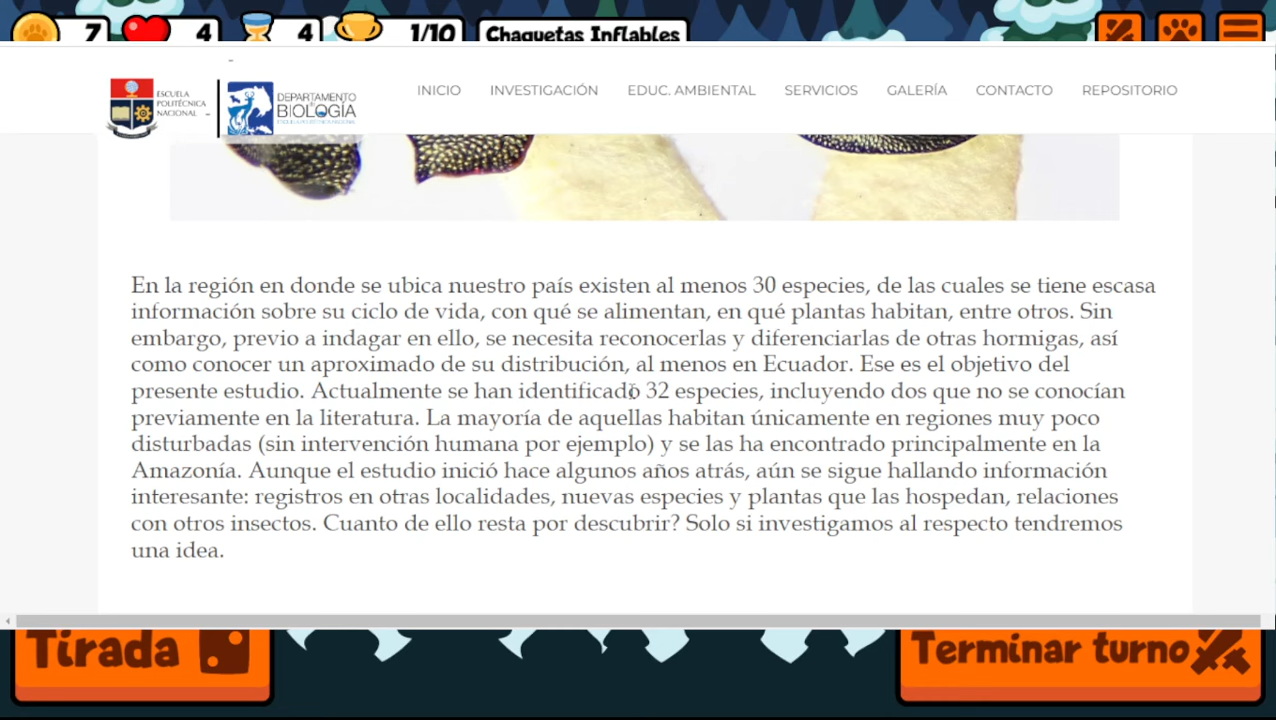 7
4
4
1/10
Chaquetas Inflables
ESCUELA
POLITÉCNICA
NACIONAL
DEPARTAMENTO
BIOLOGÍA
ESCUELA POLITÉCNICA NACIONAL
INICIO
INVESTIGACIÓN
EDUC. AMBIENTAL
SERVICIOS
GALERÍA
CONTACTO
REPOSITORIO
En la región en donde se ubica nuestro país existen al menos 30 especies, de las cuales se tiene escasa
información sobre su ciclo de vida, con qué se alimentan, en qué plantas habitan, entre otros. Sin
embargo, previo a indagar en ello, se necesita reconocerlas y diferenciarlas de otras hormigas, así
como conocer un aproximado de su distribución, al menos en Ecuador. Ese es el objetivo del
presente estudio. Actualmente se han identificado 32 especies, incluyendo dos que no se conocían
previamente en la literatura. La mayoría de aquellas habitan únicamente en regiones muy poco
disturbadas (sin intervención humana por ejemplo) y se las ha encontrado principalmente en la
Amazonía. Aunque el estudio inició hace algunos años atrás, aún se sigue hallando información
interesante: registros en otras localidades, nuevas especies y plantas que las hospedan, relaciones
con otros insectos. Cuanto de ello resta por descubrir? Solo si investigamos al respecto tendremos
una idea.
Tirada
Terminar turno